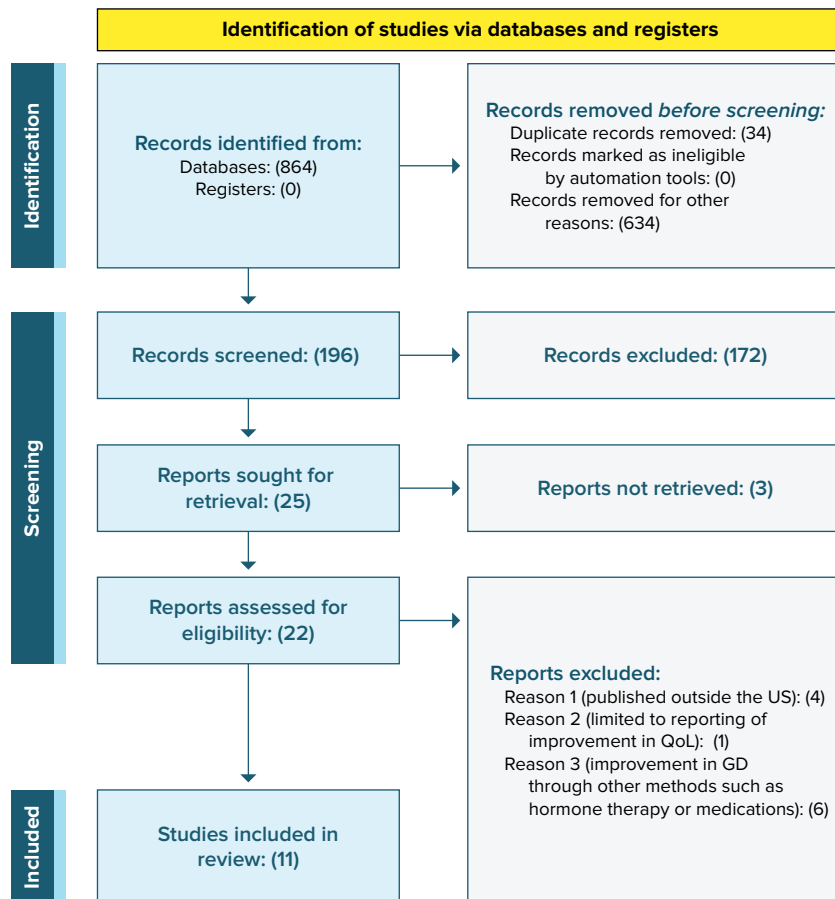 Identification of studies via databases and registers
Identification
Records identified from:
Databases: (864)
Registers: (0)
Records removed before screening:
Duplicate records removed: (34)
Records marked as ineligible
by automation tools: (0)
Records removed for other
reasons: (634)
Screening
Records screened: (196)
Records excluded: (172)
Reports sought for
retrieval: (25)
Reports not retrieved: (3)
Reports assessed for
eligibility: (22)
Reports excluded:
Reason 1 (published outside the US): (4)
Reason 2 (limited to reporting of
improvement in QoL): (1)
Reason 3 (improvement in GD
through other methods such as
hormone therapy or medications): (6)
Included
Studies included in
review: (11)